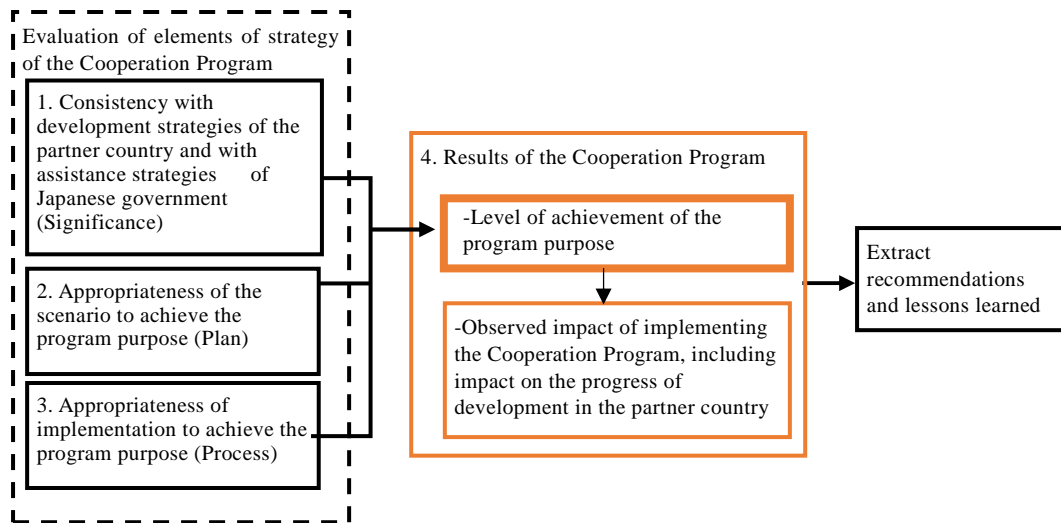 Evaluation of elements of strategy
of the Cooperation Program
1. Consistency with
development strategies of the
partner country and with
assistance strategies of
Japanese government
(Significance)
2. Appropriateness of the
scenario to achieve the
program purpose (Plan)
3. Appropriateness of
implementation to achieve the
program purpose (Process)
4. Results of the Cooperation Program
-Level of achievement of the
program purpose
-Observed impact of implementing
the Cooperation Program, including
impact on the progress of
development in the partner country
Extract
recommendations
and lessons learned